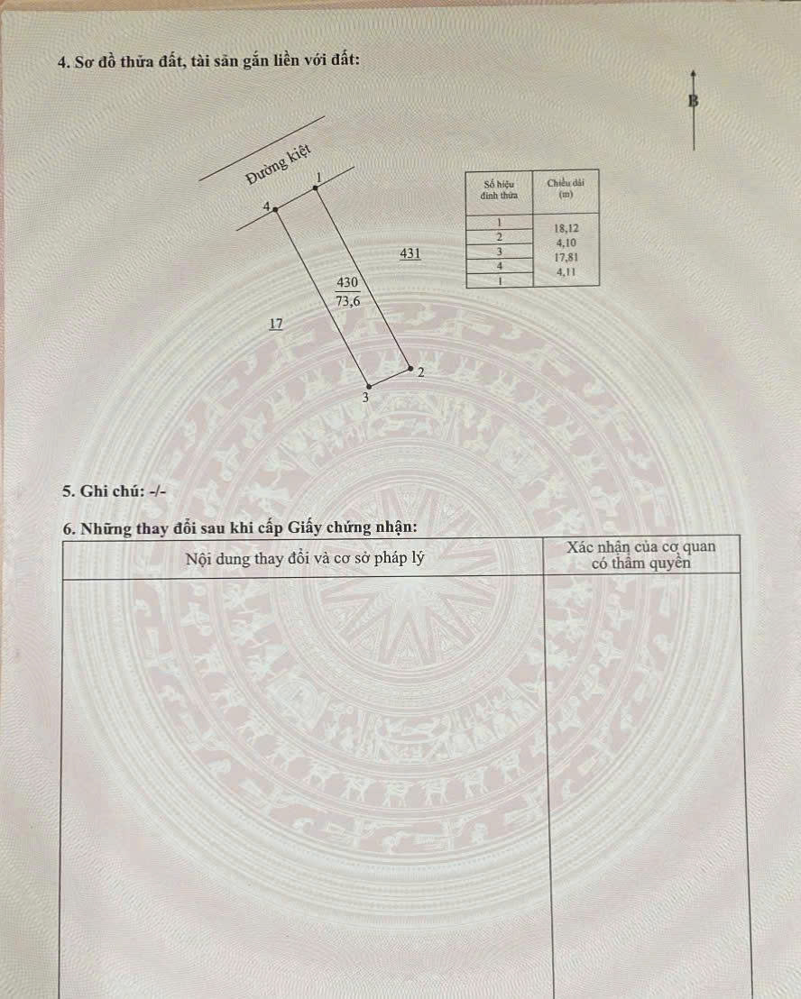 4. Sơ đồ thửa đất, tài sản gắn liền với đất:
B
Đường kiệt
1
4
431
430
73,6
17
2
3
Số hiệu đỉnh thửa
Chiều dài (m)
1
18,12
2
4,10
3
17,81
4
4,11
1
5. Ghi chú: -/-
6. Những thay đổi sau khi cấp Giấy chứng nhận:
Nội dung thay đổi và cơ sở pháp lý
Xác nhận của cơ quan
có thẩm quyền